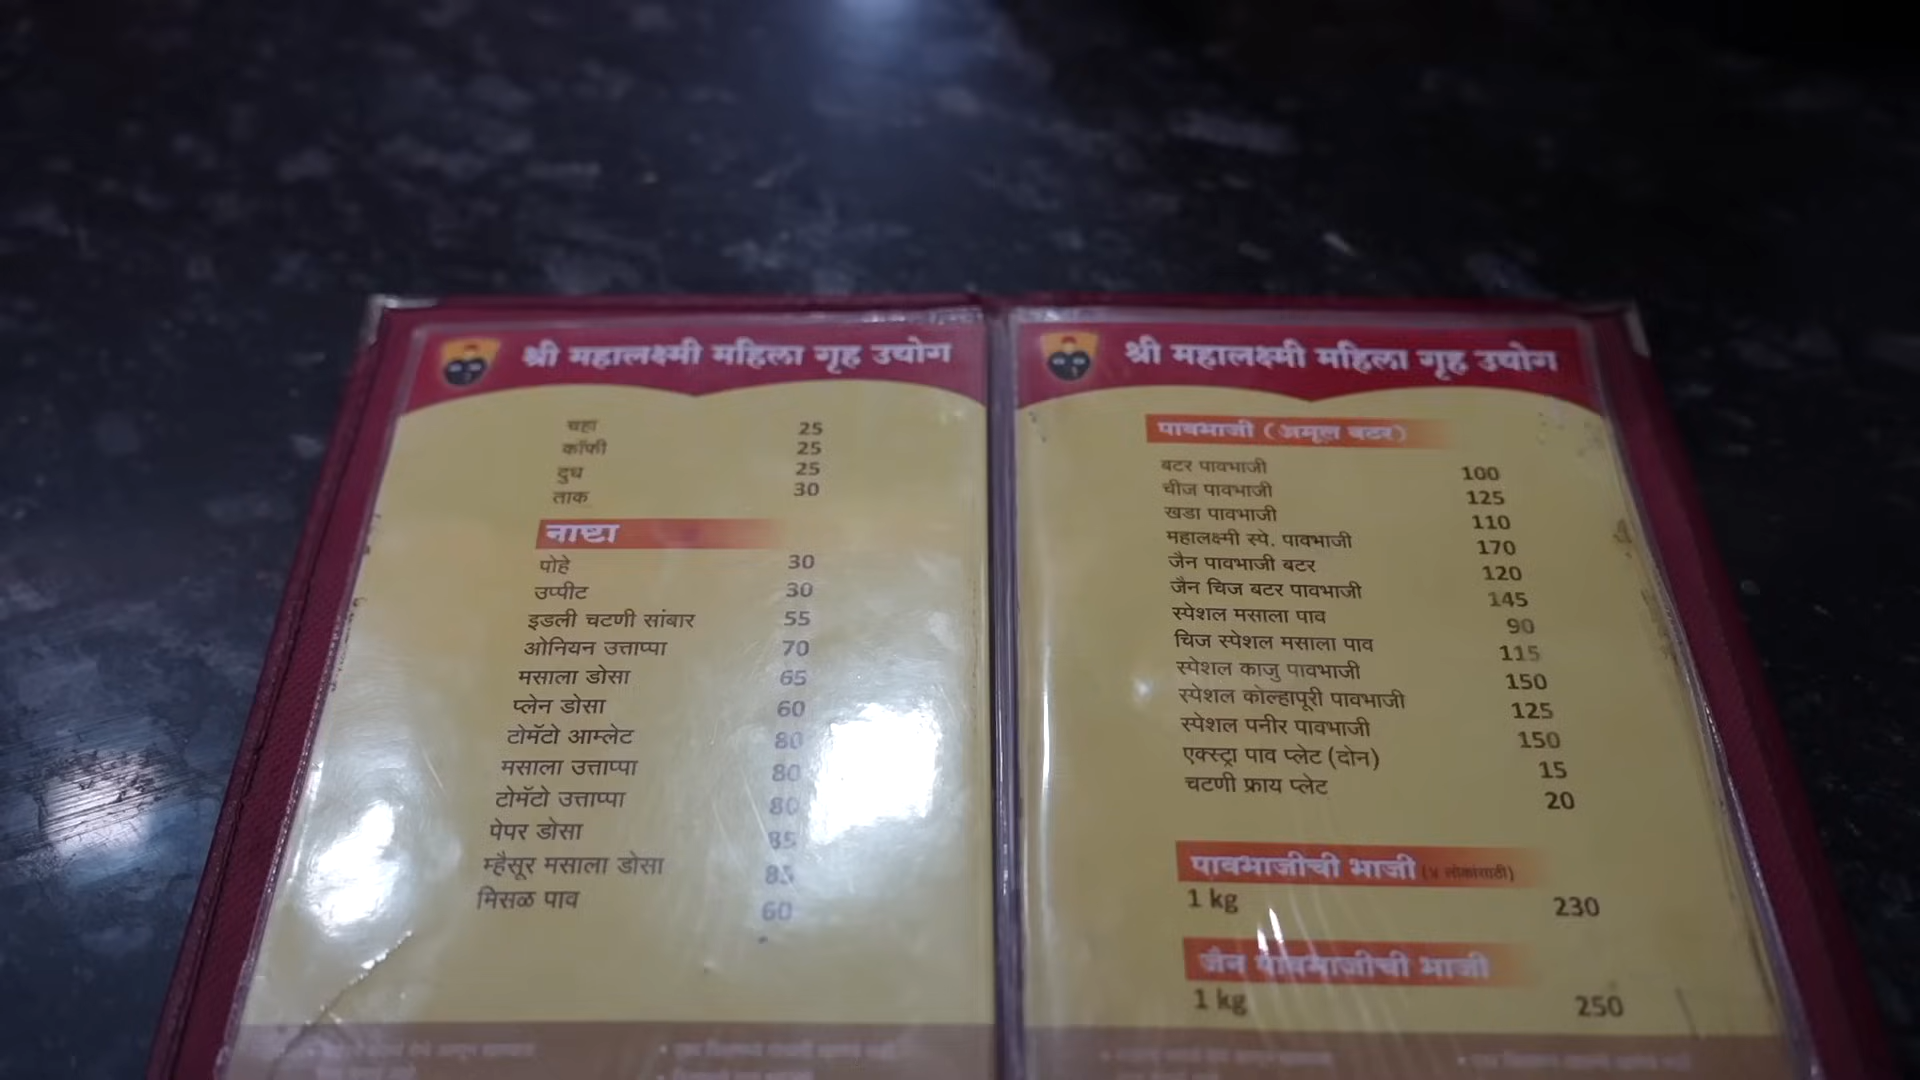 श्री महालक्ष्मी महिला गृह उद्योग
चहा 25
कॉफी 25
दुध 25
ताक 30
नाष्टा
पोहे 30
उप्पीट 30
इडली चटणी सांबार 55
ओनियन उत्ताप्पा 70
मसाला डोसा 65
प्लेन डोसा 60
टोमॅटो आम्लेट 80
मसाला उत्ताप्पा 80
टोमॅटो उत्ताप्पा 80
पेपर डोसा 85
म्हैसूर मसाला डोसा 85
मिसळ पाव 60
श्री महालक्ष्मी महिला गृह उद्योग
पावभाजी (अमूल बटर)
बटर पावभाजी 100
चीज पावभाजी 125
खडा पावभाजी 110
महालक्ष्मी स्पे. पावभाजी 170
जैन पावभाजी बटर 120
जैन चिज बटर पावभाजी 145
स्पेशल मसाला पाव 90
चिज स्पेशल मसाला पाव 115
स्पेशल काजु पावभाजी 150
स्पेशल कोल्हापूरी पावभाजी 125
स्पेशल पनीर पावभाजी 150
एक्स्ट्रा पाव प्लेट (दोन) 15
चटणी फ्राय प्लेट 20
पावभाजीची भाजी (४ लोकांसाठी)
1 kg 230
जैन पावभाजीची भाजी
1 kg 250